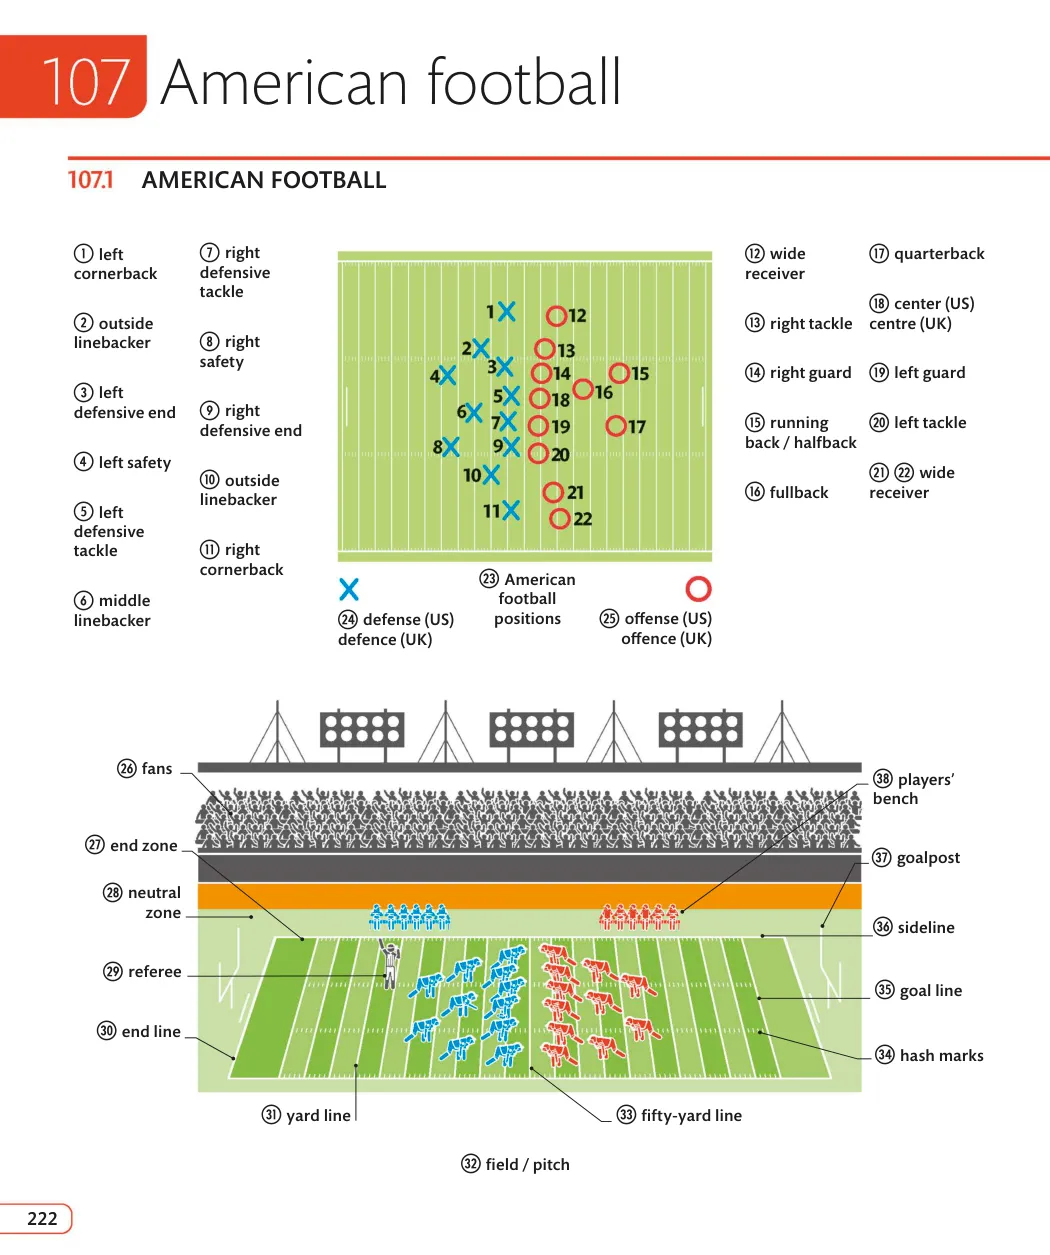 107 American football
107.1 AMERICAN FOOTBALL
① left
cornerback
② outside
linebacker
③ left
defensive end
④ left safety
⑤ left
defensive
tackle
⑥ middle
linebacker
⑦ right
defensive
tackle
⑧ right
safety
⑨ right
defensive end
⑩ outside
linebacker
⑪ right
cornerback
1
2
3
4
5
6
7
8
9
10
11
12
13
14
15
16
18
19
17
20
21
22
㉓ American
football
positions
㉔ defense (US)
defence (UK)
㉕ offense (US)
offence (UK)
⑫ wide
receiver
⑬ right tackle
⑭ right guard
⑮ running
back / halfback
⑯ fullback
⑰ quarterback
⑱ center (US)
centre (UK)
⑲ left guard
⑳ left tackle
㉑ ㉒ wide
receiver
㉖ fans
㉗ end zone
㉘ neutral
zone
㉙ referee
㉚ end line
㉛ yard line
㉜ field / pitch
㉝ fifty-yard line
㉞ hash marks
㉟ goal line
㊱ sideline
㊲ goalpost
㊳ players’
bench
222